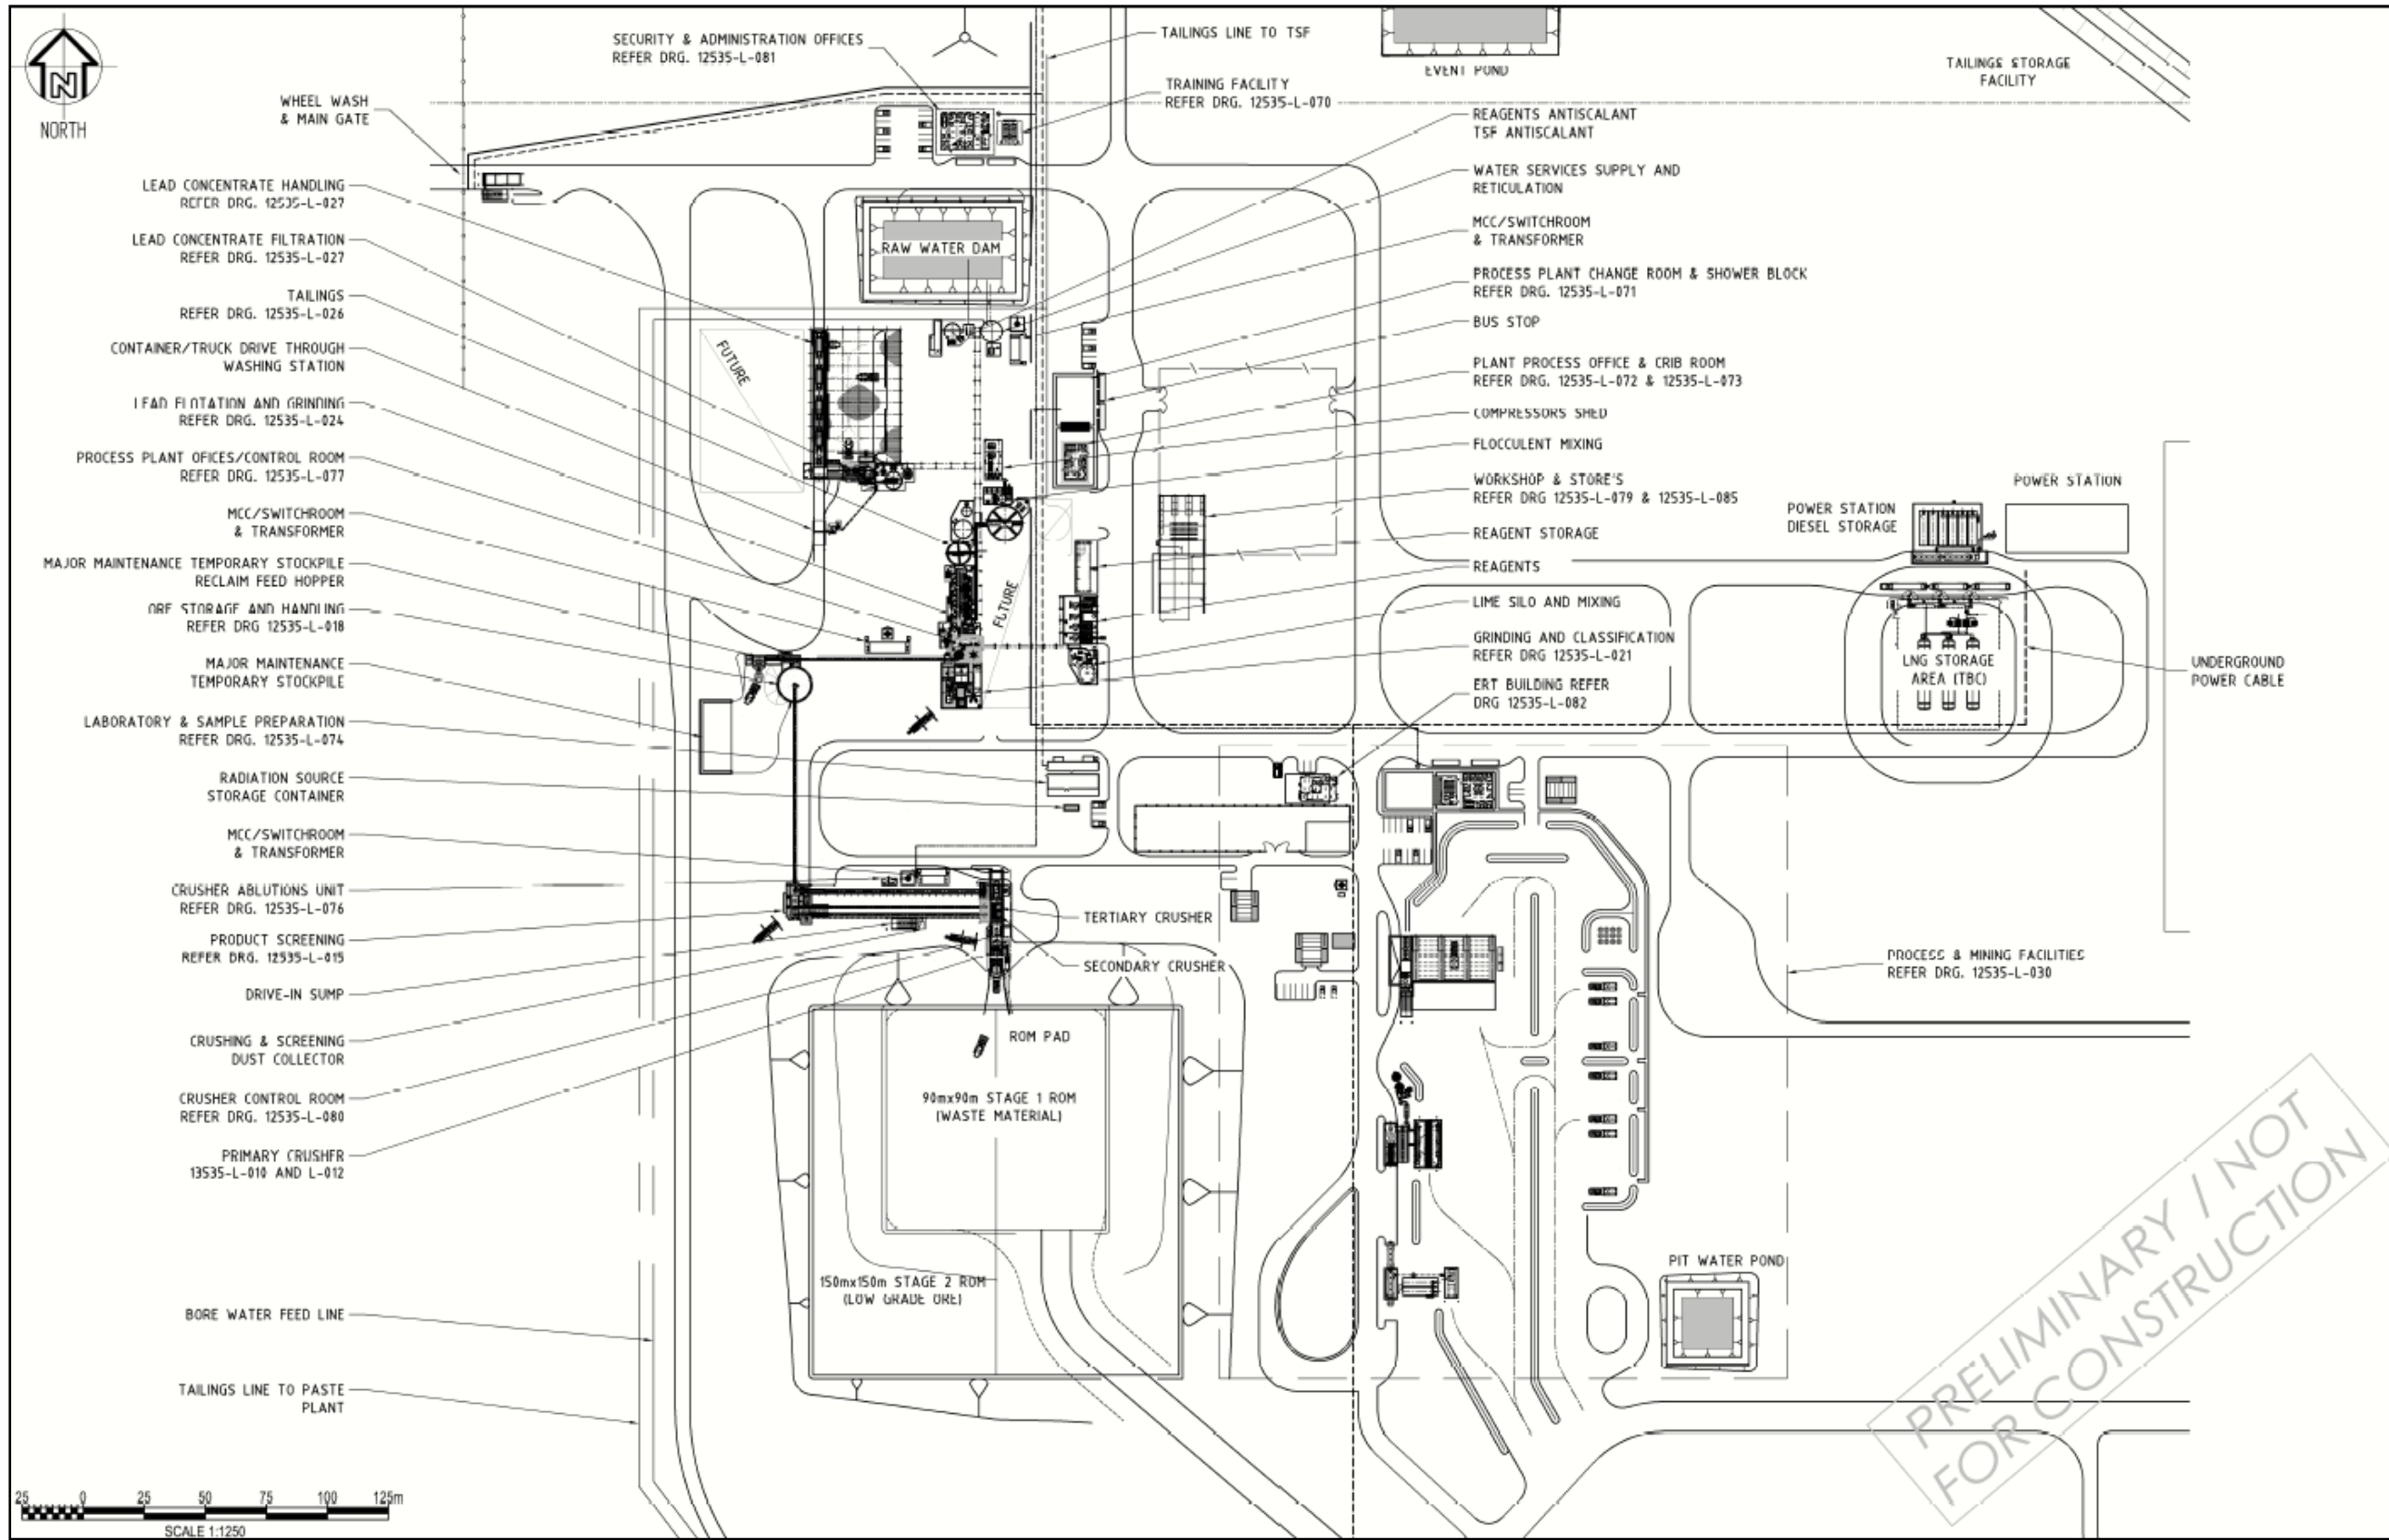 NORTH
WHEEL WASH
& MAIN GATE
SECURITY & ADMINISTRATION OFFICES
REFER DRG. 12535-L-081
TAILINGS LINE TO TSF
TRAINING FACILITY
REFER DRG. 12535-L-070
EVENT POND
TAILINGS STORAGE
FACILITY
LEAD CONCENTRATE HANDLING
REFER DRG. 12535-L-027
LEAD CONCENTRATE FILTRATION
REFER DRG. 12535-L-027
TAILINGS
REFER DRG. 12535-L-026
CONTAINER/TRUCK DRIVE THROUGH
WASHING STATION
LEAD FLOTATION AND GRINDING
REFER DRG. 12535-L-024
PROCESS PLANT OFICES/CONTROL ROOM
REFER DRG. 12535-L-077
MCC/SWITCHROOM
& TRANSFORMER
MAJOR MAINTENANCE TEMPORARY STOCKPILE
RECLAIM FEED HOPPER
ORE STORAGE AND HANDLING
REFER DRG 12535-L-018
MAJOR MAINTENANCE
TEMPORARY STOCKPILE
LABORATORY & SAMPLE PREPARATION
REFER DRG. 12535-L-074
RADIATION SOURCE
STORAGE CONTAINER
MCC/SWITCHROOM
& TRANSFORMER
CRUSHER ABLUTIONS UNIT
REFER DRG. 12535-L-076
PRODUCT SCREENING
REFER DRG. 12535-L-015
DRIVE-IN SUMP
CRUSHING & SCREENING
DUST COLLECTOR
CRUSHER CONTROL ROOM
REFER DRG. 12535-L-080
PRIMARY CRUSHER
13535-L-010 AND L-012
BORE WATER FEED LINE
TAILINGS LINE TO PASTE
PLANT
RAW WATER DAM
FUTURE
FUTURE
TERTIARY CRUSHER
SECONDARY CRUSHER
ROM PAD
90mx90m STAGE 1 ROM
(WASTE MATERIAL)
150mx150m STAGE 2 ROM
(LOW GRADE ORE)
REAGENTS ANTISCALANT
TSF ANTISCALANT
WATER SERVICES SUPPLY AND
RETICULATION
MCC/SWITCHROOM
& TRANSFORMER
PROCESS PLANT CHANGE ROOM & SHOWER BLOCK
REFER DRG. 12535-L-071
BUS STOP
PLANT PROCESS OFFICE & CRIB ROOM
REFER DRG. 12535-L-072 & 12535-L-073
COMPRESSORS SHED
FLOCCULENT MIXING
WORKSHOP & STORE'S
REFER DRG 12535-L-079 & 12535-L-085
REAGENT STORAGE
REAGENTS
LIME SILO AND MIXING
GRINDING AND CLASSIFICATION
REFER DRG 12535-L-021
ERT BUILDING REFER
DRG 12535-L-082
POWER STATION
DIESEL STORAGE
POWER STATION
LNG STORAGE
AREA (TBC)
UNDERGROUND
POWER CABLE
PROCESS & MINING FACILITIES
REFER DRG. 12535-L-030
PIT WATER POND
PRELIMINARY / NOT
FOR CONSTRUCTION
25 0 25 50 75 100 125m
SCALE 1:1250